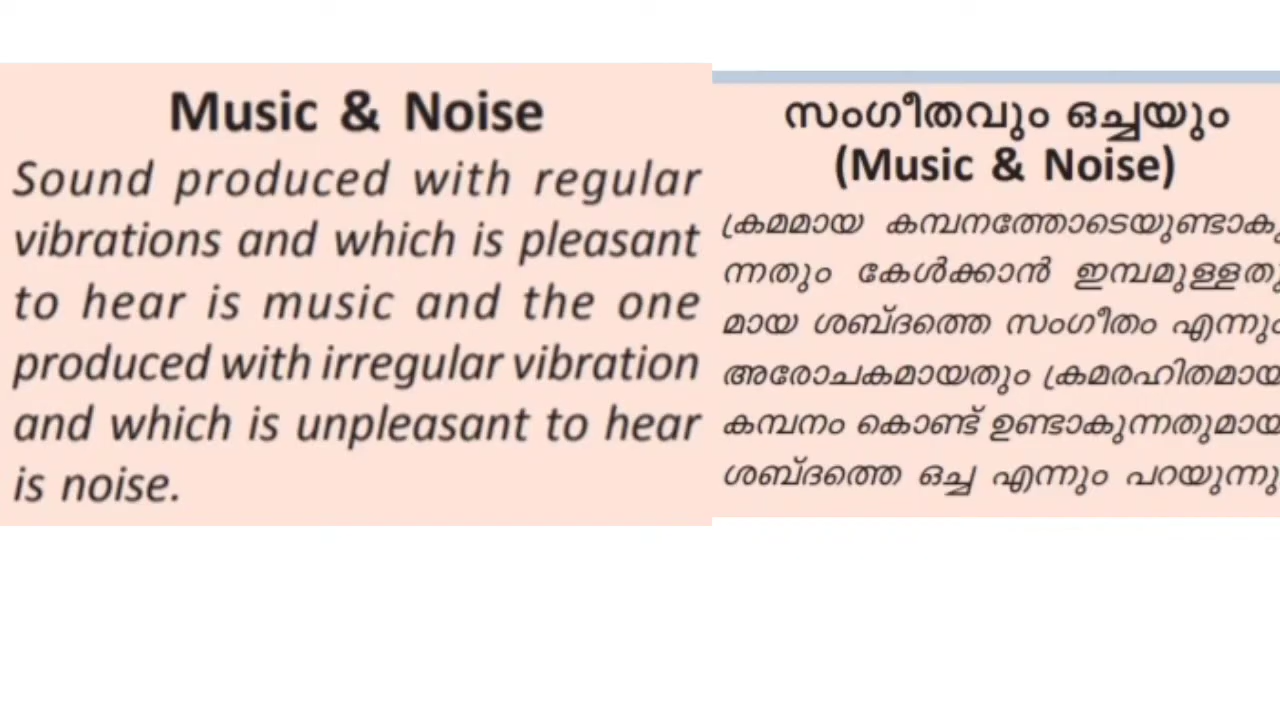 Music & Noise
Sound produced with regular
vibrations and which is pleasant
to hear is music and the one
produced with irregular vibration
and which is unpleasant to hear
is noise.
സംഗീതവും ഒച്ചയും
(Music & Noise)
ക്രമമായ കമ്പനത്തോടെയുണ്ടാകു
ന്നതും കേൾക്കാൻ ഇമ്പമുള്ളതു
മായ ശബ്ദത്തെ സംഗീതം എന്നും
അരോചകമായതും ക്രമരഹിതമായ
കമ്പനം കൊണ്ട് ഉണ്ടാകുന്നതുമായ
ശബ്ദത്തെ ഒച്ച എന്നും പറയുന്നു